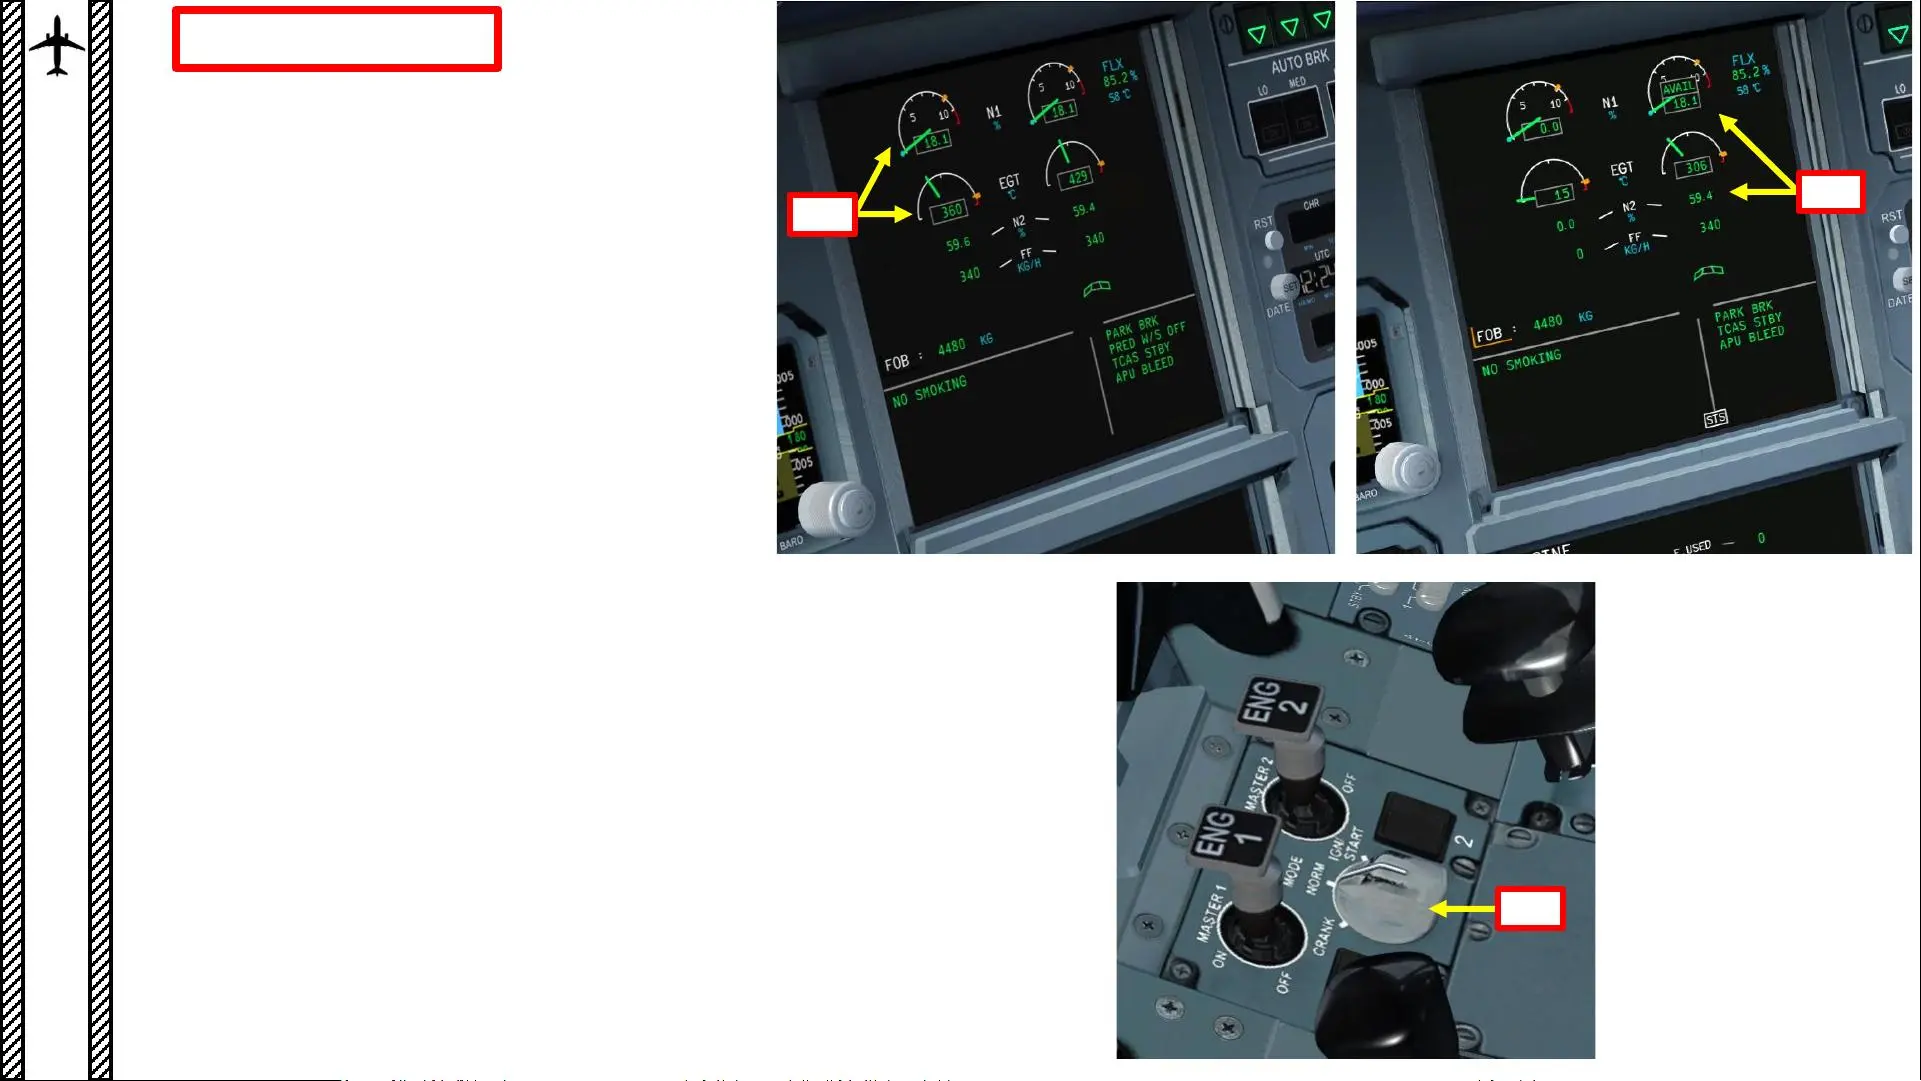 FLX
85.2%
58°C
5 10
18.1
N1
%
5 10
18.1
360
EGT
°C
429
59.6
N2
%
59.4
340
FF
KG/H
340
FOB : 4480 KG
NO SMOKING
PARK BRK
PRED W/S OFF
TCAS STBY
APU BLEED
BARO
AUTO BRK
LO MED
RST
CHR
UTC
SET
DATE
FLX
85.2%
58°C
5 10
0.0
N1
%
5 10
AVAIL
18.1
15
EGT
°C
306
0.0
N2
%
59.4
0
FF
KG/H
340
FOB : 4480 KG
NO SMOKING
PARK BRK
TCAS STBY
APU BLEED
STS
BARO
LO
RST
DATE
0
ENG
2
MASTER 2
OFF
ENG
1
MASTER 1
ON
OFF
MODE
NORM
IGN/
START
CRANK
2